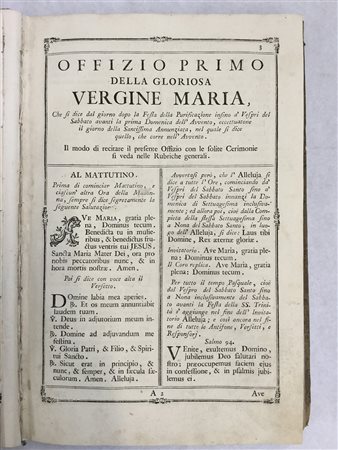 3
OFFIZIO PRIMO
DELLA GLORIOSA
VERGINE MARIA,
Che si dice dal giorno dopo la Festa della Purificazione insino a' Vespri del
Sabbato avanti la prima Domenica dell' Avvento, eccettuatone
il giorno della Santissima Annunziata, nel quale si dice
quello, che corre nell' Avvento.
Il modo di recitare il presente Offizio con le solite Cerimonie
si veda nelle Rubriche generali.
AL MATTUTINO.
Prima di cominciar Mattutino, e
ciascun' altra Ora della Madonna, sempre si dice segretamente la
seguente Salutazione.
AVE MARIA, gratia plena, Dominus tecum.
Benedicta tu in mulieribus, & benedictus fructus ventris tui JESUS.
Sancta Maria Mater Dei, ora pro
nobis peccatoribus nunc, & in
hora mortis nostræ. Amen.
Poi si dice con voce alta il
Versetto.
DOmine labia mea aperies.
℟. Et os meum annuntiabit
laudem tuam.
℣. Deus in adjutorium meum intende.
℟. Domine ad adjuvandum me
festina.
℣. Gloria Patri, & Filio, & Spiritui Sancto.
℟. Sicut erat in principio, &
nunc, & semper, & in sæcula sæculorum. Amen. Alleluja.
Avvertasi però, che l' Alleluja si
dice a tutte l' Ore, cominciando da'
Vespri del Sabbato Santo fino a'
Vespri del Sabbato innanzi la Domenica di Settuagesima inclusivamente; ed allora poi, cioè dalla Compieta della stessa Settuagesima fino
a Nona del Sabbato Santo, in luogo dell' Alleluja, si dice: Laus tibi
Domine, Rex æternæ gloriæ.
Invitatorio. Ave Maria, gratia plena: Dominus tecum.
Il Coro replica. Ave Maria, gratia
plena: Dominus tecum.
Per tutto il tempo Pasquale, cioè
dal Vespro del Sabbato Santo fino
a Nona inclusivamente del Sabbato avanti la Festa della SS. Trinità s' aggiunge nel fine dell' Invitatorio Alleluja; e così ancora nel fine di tutte le Antifone, Versetti, e
Responsorj.
Salmo 94.
VEnite, exultemus Domino,
jubilemus Deo salutari nostro: præoccupemus faciem ejus
in confessione, & in psalmis jubilemus ei.
A 2
Ave